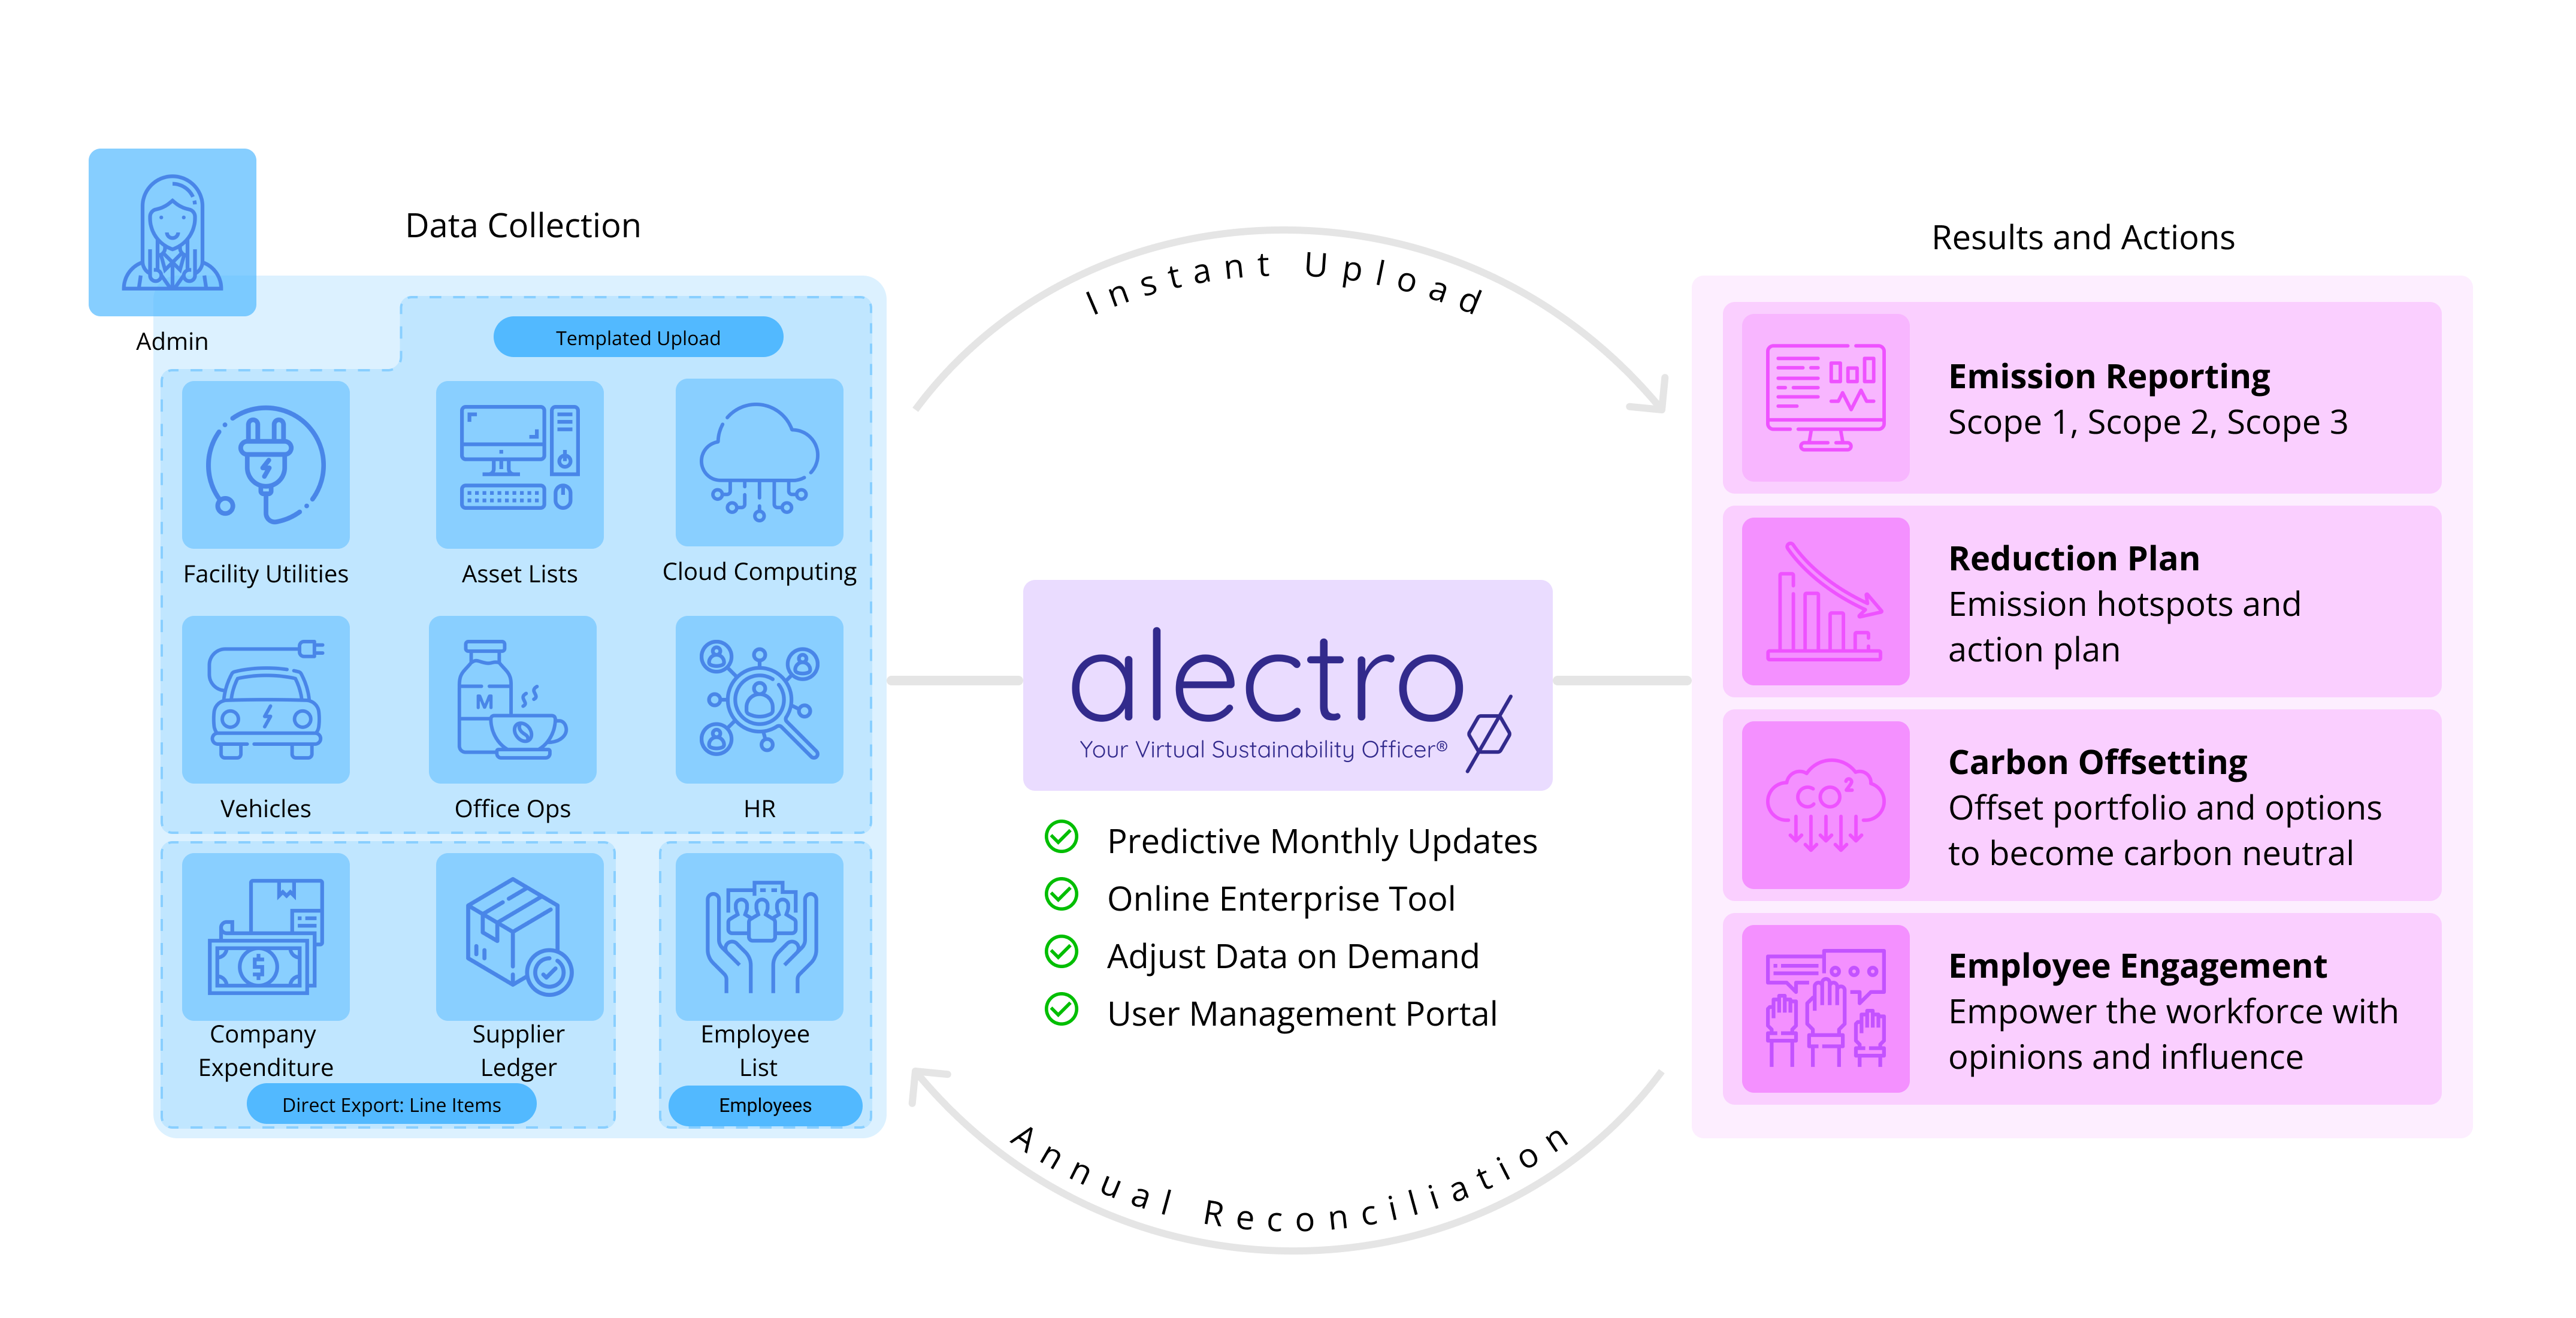 Admin
Data Collection
Templated Upload
Facility Utilities
Asset Lists
Cloud Computing
M
Vehicles
Office Ops
HR
$
Company
Expenditure
Supplier
Ledger
Employee
List
Direct Export: Line Items
Employees
Instant Upload
alectro
Your Virtual Sustainability Officer®
Predictive Monthly Updates
Online Enterprise Tool
Adjust Data on Demand
User Management Portal
Annual Reconciliation
Results and Actions
Emission Reporting
Scope 1, Scope 2, Scope 3
Reduction Plan
Emission hotspots and
action plan
CO²
Carbon Offsetting
Offset portfolio and options
to become carbon neutral
Employee Engagement
Empower the workforce with
opinions and influence